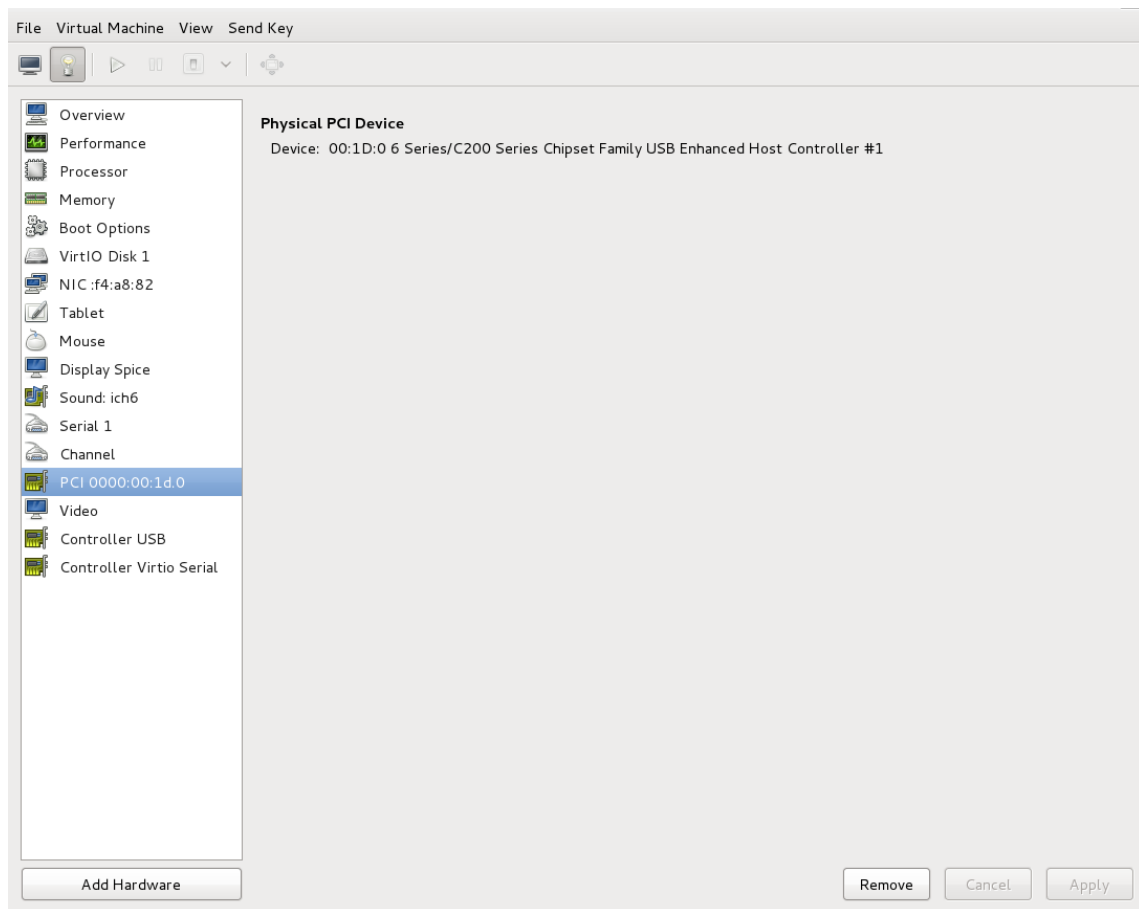 File Virtual Machine View Send Key
Overview
Performance
Processor
Memory
Boot Options
VirtIO Disk 1
NIC :f4:a8:82
Tablet
Mouse
Display Spice
Sound: ich6
Serial 1
Channel
PCI 0000:00:1d.0
Video
Controller USB
Controller Virtio Serial
Add Hardware
Physical PCI Device
Device: 00:1D:0 6 Series/C200 Series Chipset Family USB Enhanced Host Controller #1
Remove Cancel Apply